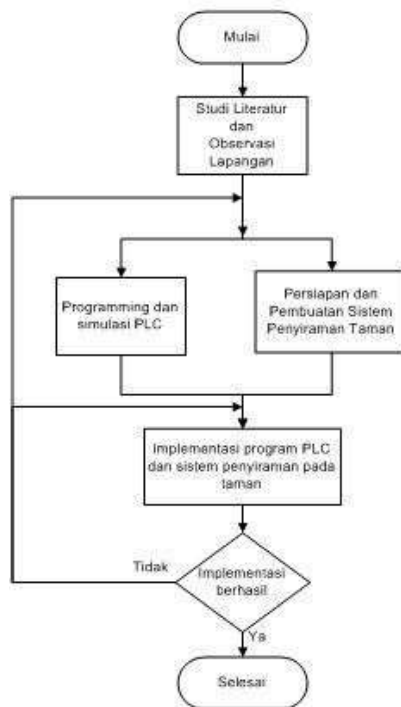 Mulai
Studi Literatur
dan
Observasi
Lapangan
Programming dan
simulasi PLC
Persiapan dan
Pembuatan Sistem
Penyiraman Taman
Implementasi program PLC
dan sistem penyiraman pada
taman
Tidak
Implementasi
berhasil
Ya
Selesai